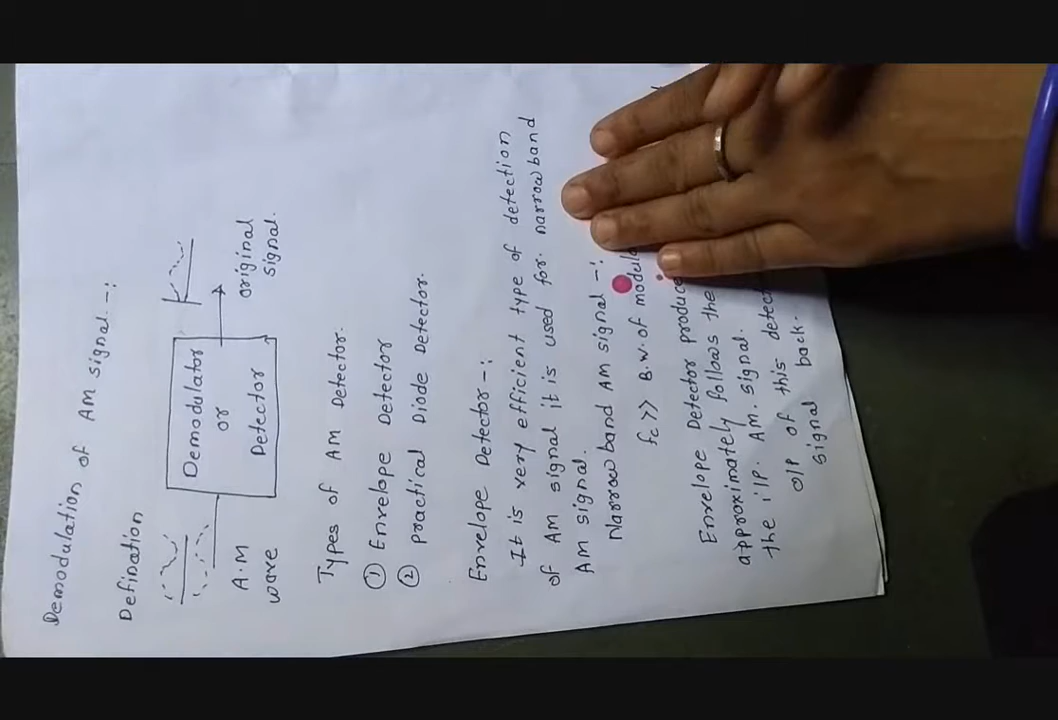 Demodulation of AM signal -:
Defination
A.M
wave
Demodulator
or
Detector
original
signal.
Types of AM Detector.
① Envelope Detector
② practical Diode Detector.
Envelope Detector -:
It is very efficient type of detection
of AM signal it is used for narrowband
AM signal.
Narrowband AM signal -:
fc >> B.W. of
Envelope Detector
approximately follows the
the i/p. AM. signal.
o/p of this
signal back.